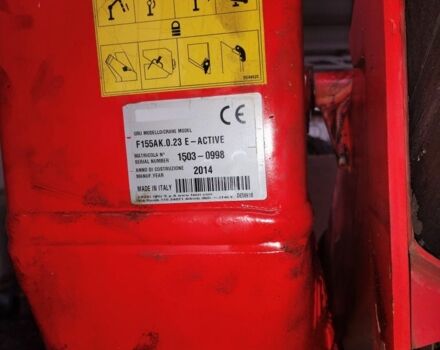 DE64625
CE
GRU MODELLO/CRANE MODEL
F155AK.0.23 E-ACTIVE
MATRICOLA N°
SERIAL NUMBER
1503-0998
ANNO DI COSTRUZIONE
MANUF.YEAR
2014
MADE IN ITALY